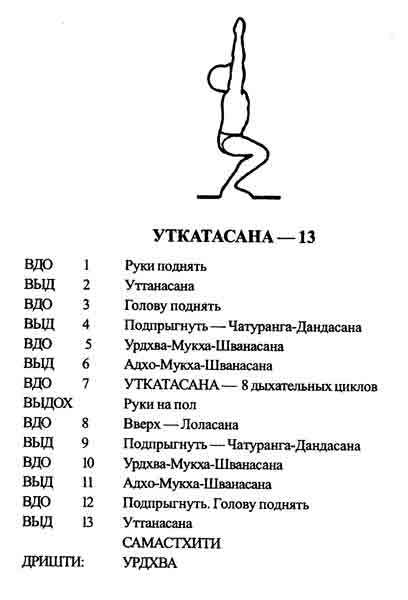 УТКАТАСАНА — 13
ВДО 1 Руки поднять
ВЫД 2 Уттанасана
ВДО 3 Голову поднять
ВЫД 4 Подпрыгнуть — Чатуранга-Дандасана
ВДО 5 Урдхва-Мукха-Шванасана
ВЫД 6 Адхо-Мукха-Шванасана
ВДО 7 УТКАТАСАНА — 8 дыхательных циклов
ВЫДОХ Руки на пол
ВДО 8 Вверх — Лоласана
ВЫД 9 Подпрыгнуть — Чатуранга-Дандасана
ВДО 10 Урдхва-Мукха-Шванасана
ВЫД 11 Адхо-Мукха-Шванасана
ВДО 12 Подпрыгнуть. Голову поднять
ВЫД 13 Уттанасана
САМАСТХИТИ
ДРИШТИ: УРДХВА